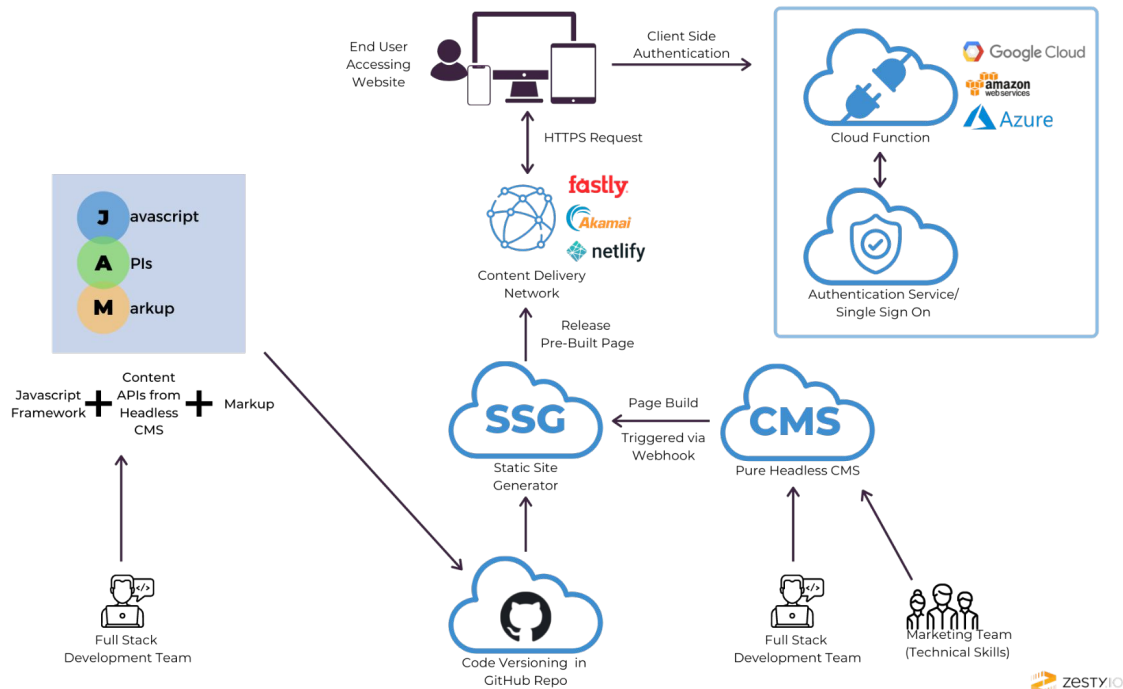 End User
Accessing
Website
Client Side
Authentication
Google Cloud
amazon
web services
Azure
Cloud Function
HTTPS Request
fastly
Akamai
netlify
Content Delivery
Network
Authentication Service/
Single Sign On
J avascript
A PIs
M arkup
Release
Pre-Built Page
Javascript
Framework
+
Content
APIs from
Headless
CMS
+
Markup
SSG
Static Site
Generator
Page Build
Triggered via
Webhook
CMS
Pure Headless CMS
</>
Full Stack
Development Team
Code Versioning in
GitHub Repo
</>
Full Stack
Development Team
Marketing Team
(Technical Skills)
ZESTY.IO